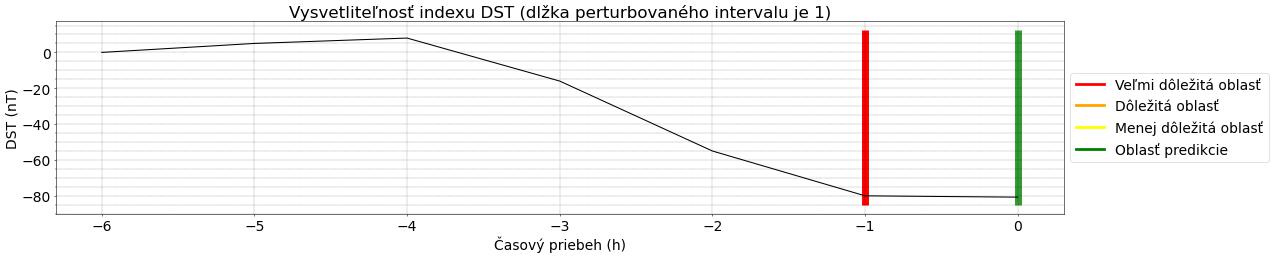 Vysvetliteľnosť indexu DST (dĺžka perturbovaného intervalu je 1)
DST (nT)
0
−20
−40
−60
−80
−6
−5
−4
−3
−2
−1
0
Časový priebeh (h)
Veľmi dôležitá oblasť
Dôležitá oblasť
Menej dôležitá oblasť
Oblasť predikcie